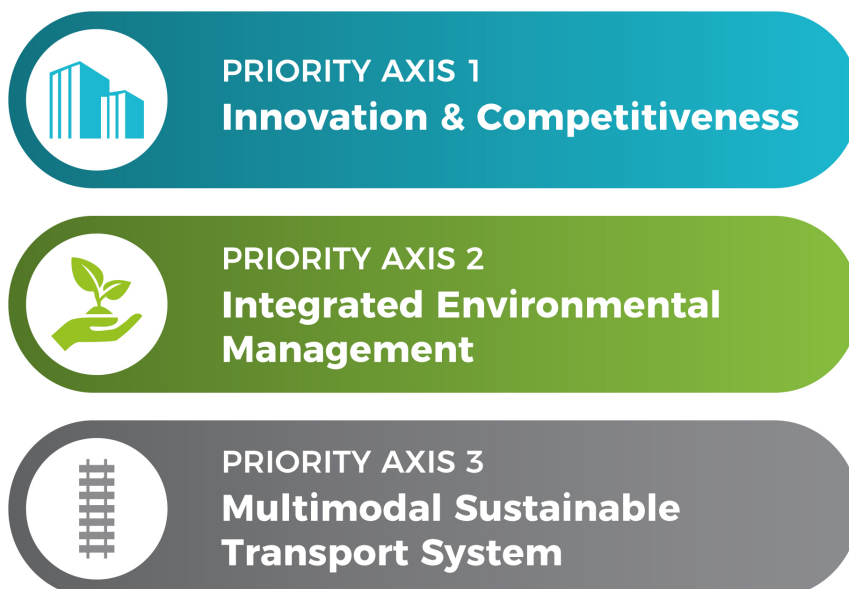 PRIORITY AXIS 1
Innovation & Competitiveness
PRIORITY AXIS 2
Integrated Environmental
Management
PRIORITY AXIS 3
Multimodal Sustainable
Transport System